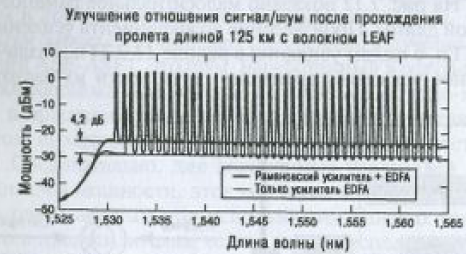 Улучшение отношения сигнал/шум после прохождения
пролета длиной 125 км с волокном LEAF
Мощность (дБм)
10
0
-10
-20
-30
-40
-50
4,2 дБ
Рамановский усилитель + EDFA
Только усилитель EDFA
1,525 1,530 1,535 1,540 1,545 1,550 1,555 1,560 1,565
Длина волны (нм)